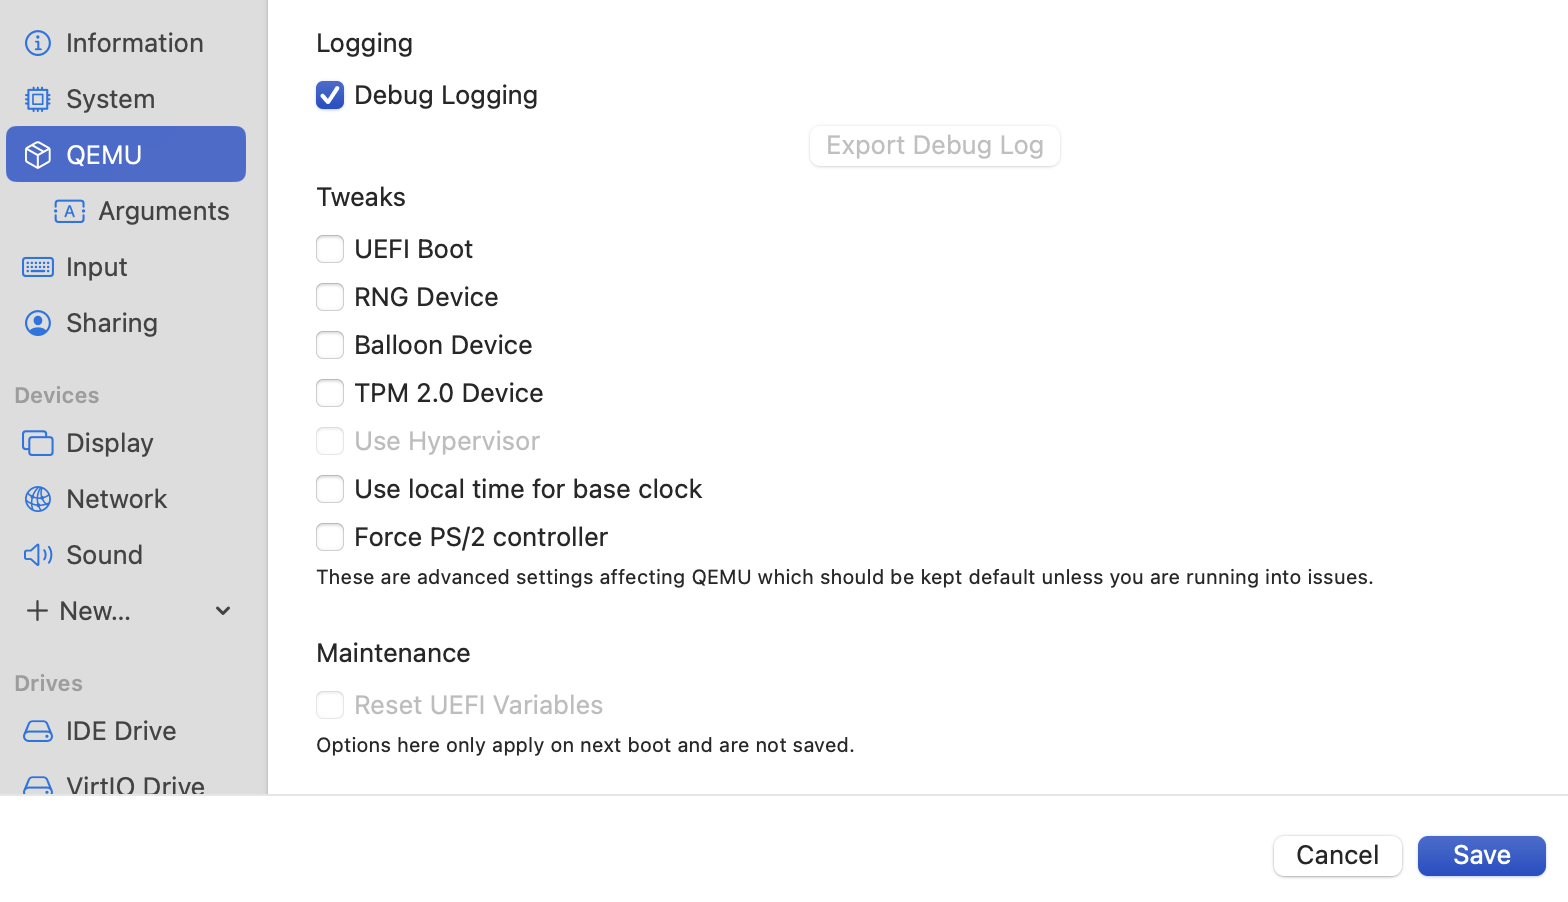 Information
System
QEMU
Arguments
Input
Sharing
Devices
Display
Network
Sound
New...
Drives
IDE Drive
VirtIO Drive
Logging
Debug Logging
Export Debug Log
Tweaks
UEFI Boot
RNG Device
Balloon Device
TPM 2.0 Device
Use Hypervisor
Use local time for base clock
Force PS/2 controller
These are advanced settings affecting QEMU which should be kept default unless you are running into issues.
Maintenance
Reset UEFI Variables
Options here only apply on next boot and are not saved.
Cancel
Save